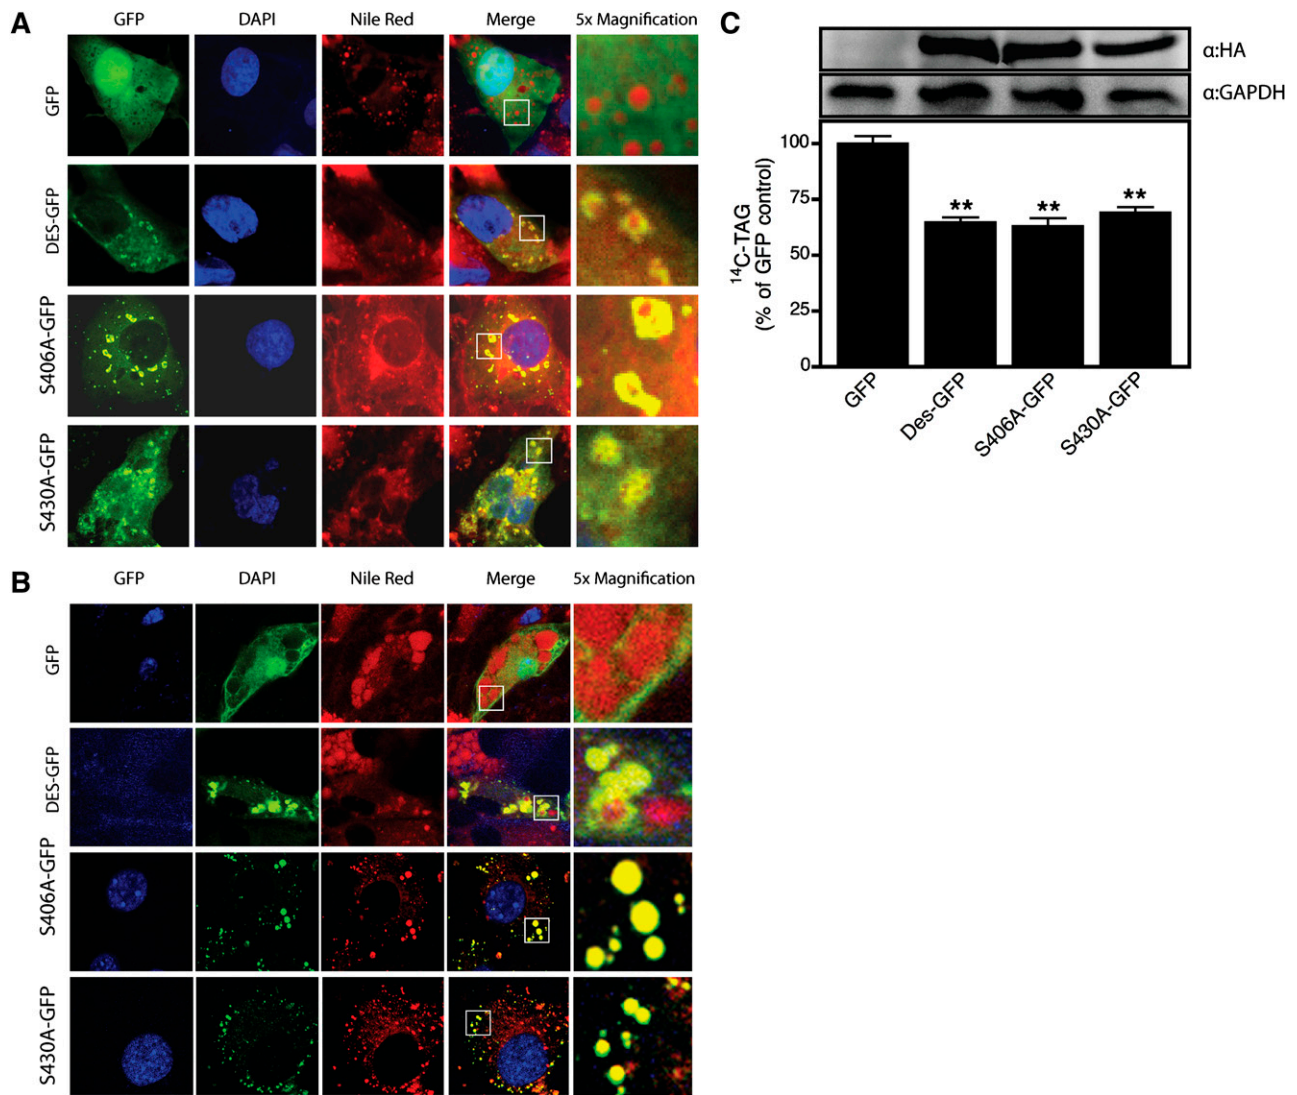 A
GFP DAPI Nile Red Merge 5x Magnification
GFP
DES-GFP
S406A-GFP
S430A-GFP
B
GFP DAPI Nile Red Merge 5x Magnification
GFP
DES-GFP
S406A-GFP
S430A-GFP
C
α:HA
α:GAPDH
14C-TAG
(% of GFP control)
100
75
50
25
0
** ** **
GFP
Des-GFP
S406A-GFP
S430A-GFP